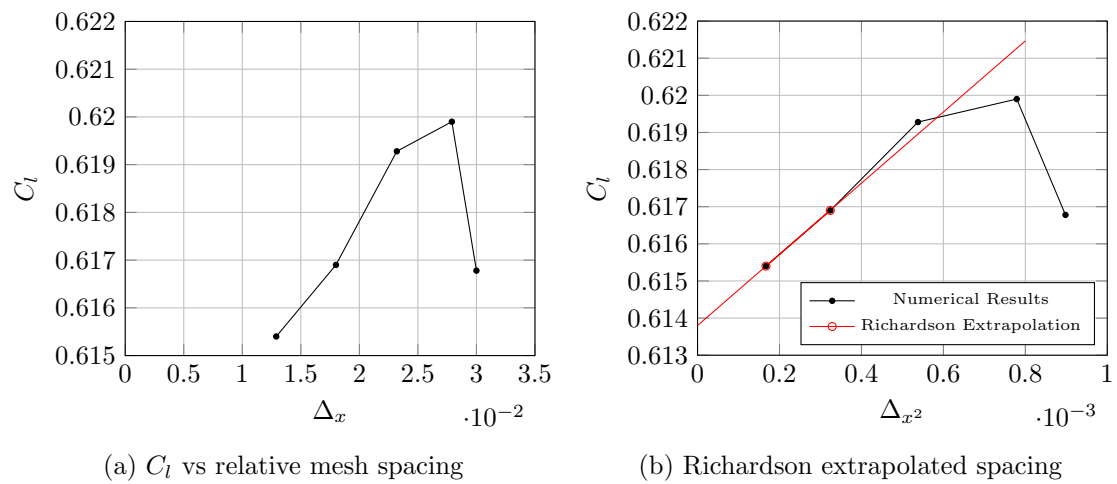 0.622
0.621
0.62
0.619
0.618
0.617
0.616
0.615
C_l
0 0.5 1 1.5 2 2.5 3 3.5
Δ_x
·10^{-2}
(a) C_l vs relative mesh spacing
0.622
0.621
0.62
0.619
0.618
0.617
0.616
0.615
0.614
0.613
C_l
Numerical Results
Richardson Extrapolation
0 0.2 0.4 0.6 0.8 1
Δ_{x^2}
·10^{-3}
(b) Richardson extrapolated spacing